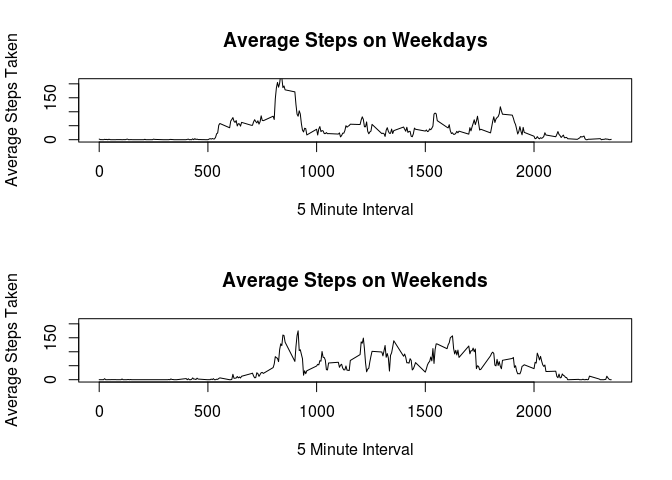 Average Steps on Weekdays
Average Steps Taken
150
0
0 500 1000 1500 2000
5 Minute Interval
Average Steps on Weekends
Average Steps Taken
150
0
0 500 1000 1500 2000
5 Minute Interval